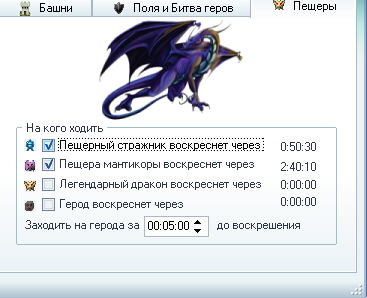 Башни Поля и Битва геров Пещеры
На кого ходить
Пещерный стражник воскреснет через 0:50:30
Пещера мантикоры воскреснет через 2:40:10
Легендарный дракон воскреснет через 0:00:00
Герод воскреснет через 0:00:00
Заходить на герода за 00:05:00 до воскрешения